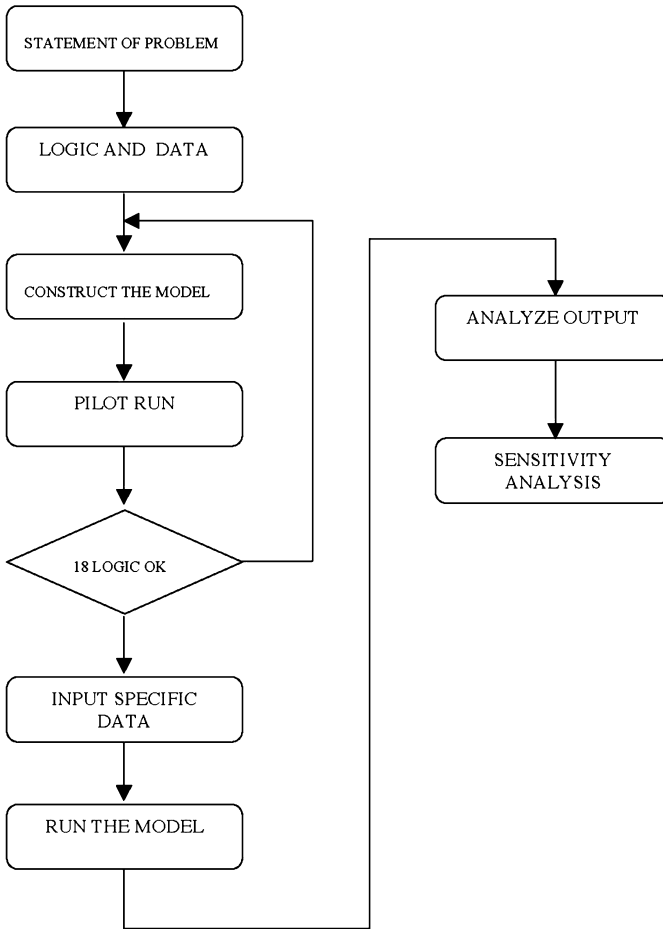 STATEMENT OF PROBLEM
LOGIC AND DATA
CONSTRUCT THE MODEL
PILOT RUN
18 LOGIC OK
INPUT SPECIFIC
DATA
RUN THE MODEL
ANALYZE OUTPUT
SENSITIVITY
ANALYSIS